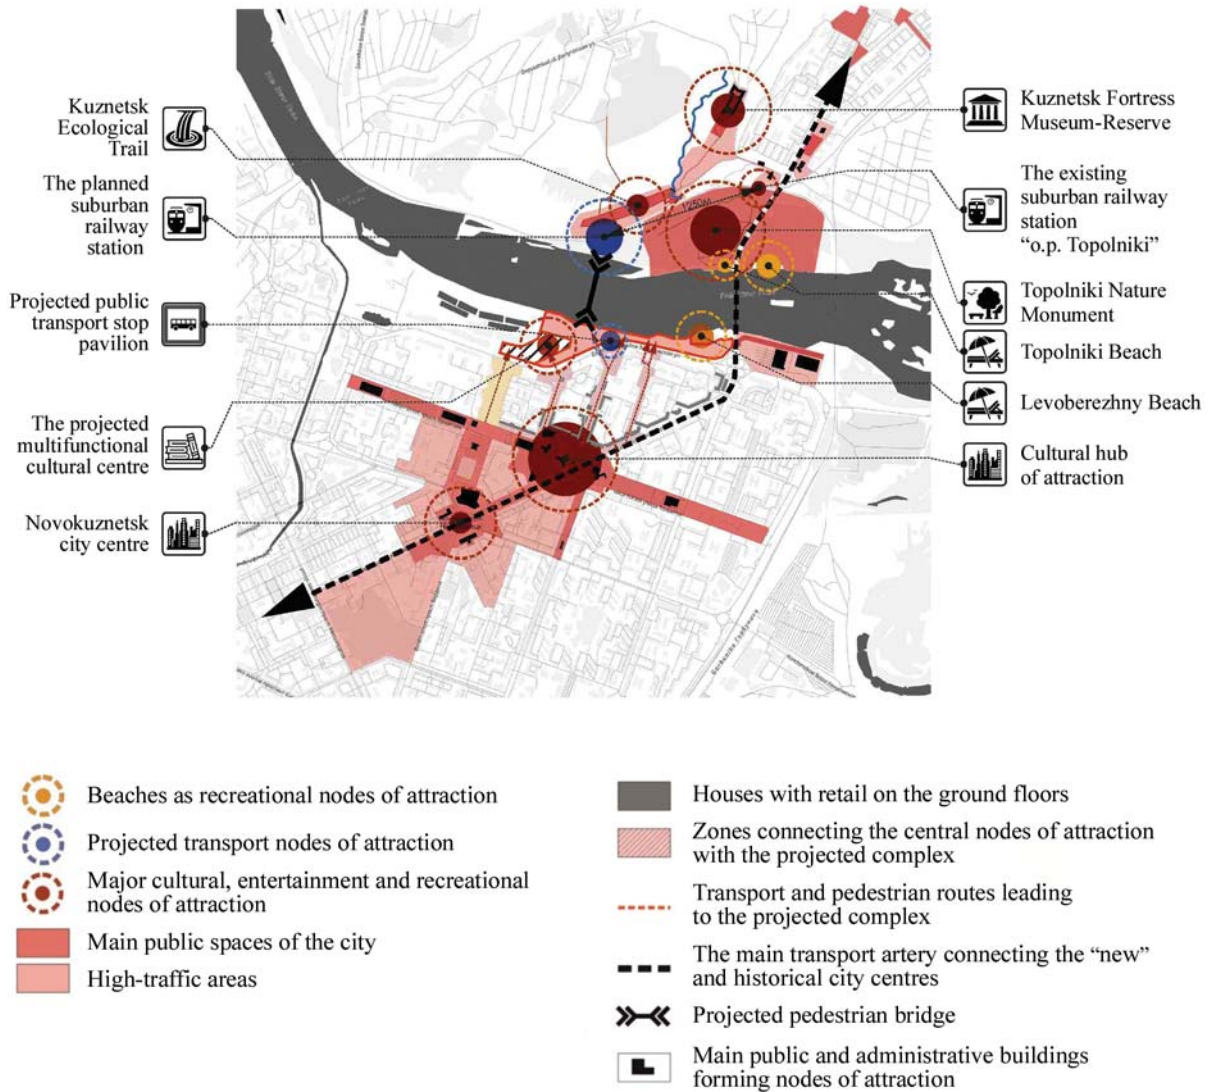 Kuznetsk
Ecological
Trail
The planned
suburban
railway
station
Projected public
transport stop
pavilion
The projected
multifunctional
cultural centre
Novokuznetsk
city centre
1250м
Kuznetsk Fortress
Museum-Reserve
The existing
suburban railway
station
“o.p. Topolniki”
Topolniki Nature
Monument
Topolniki Beach
Levoberezhny Beach
Cultural hub
of attraction
Beaches as recreational nodes of attraction
Projected transport nodes of attraction
Major cultural, entertainment and recreational
nodes of attraction
Main public spaces of the city
High-traffic areas
Houses with retail on the ground floors
Zones connecting the central nodes of attraction
with the projected complex
Transport and pedestrian routes leading
to the projected complex
The main transport artery connecting the “new”
and historical city centres
Projected pedestrian bridge
Main public and administrative buildings
forming nodes of attraction